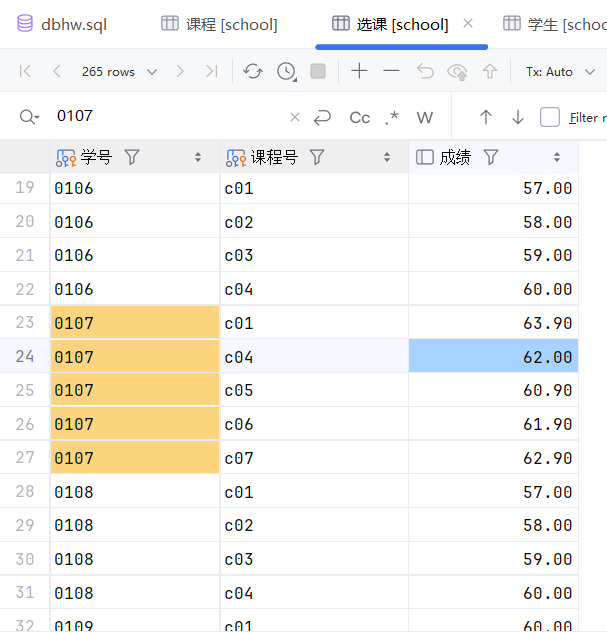 dbhw.sql 课程 [school] 选课 [school] 学生 [schoo
265 rows Tx: Auto
0107 Cc .* W Filter r
学号 课程号 成绩
19 0106 c01 57.00
20 0106 c02 58.00
21 0106 c03 59.00
22 0106 c04 60.00
23 0107 c01 63.90
24 0107 c04 62.00
25 0107 c05 60.90
26 0107 c06 61.90
27 0107 c07 62.90
28 0108 c01 57.00
29 0108 c02 58.00
30 0108 c03 59.00
31 0108 c04 60.00
32 0109 c01 60.00